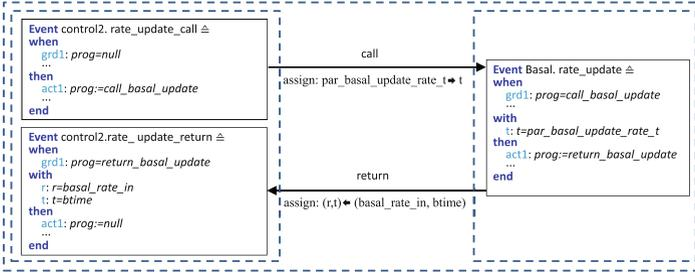 Event control2. rate_update_call ≙
when
grd1: prog=null
...
then
act1: prog:=call_basal_update
...
end
call
assign: par_basal_update_rate_t➨ t
Event Basal. rate_update ≙
when
grd1: prog=call_basal_update
...
with
t: t=par_basal_update_rate_t
then
act1: prog:=return_basal_update
...
end
Event control2.rate_ update_return ≙
when
grd1: prog=return_basal_update
with
r: r=basal_rate_in
t: t=btime
then
act1: prog:=null
...
end
return
assign: (r,t)⬅ (basal_rate_in, btime)